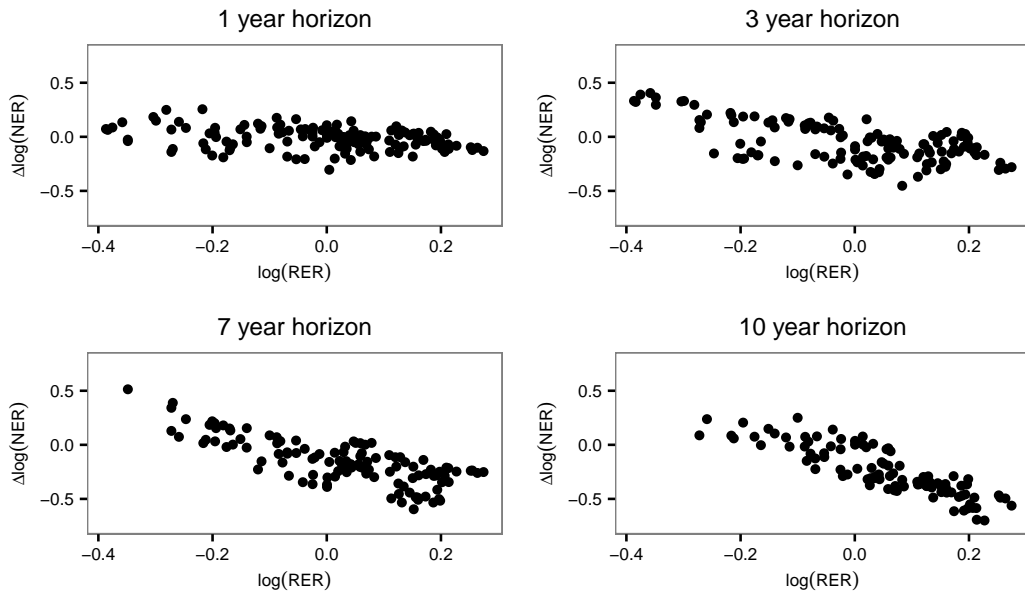 1 year horizon
0.5
0.0
−0.5
Δlog(NER)
−0.4 −0.2 0.0 0.2
log(RER)
3 year horizon
0.5
0.0
−0.5
Δlog(NER)
−0.4 −0.2 0.0 0.2
log(RER)
7 year horizon
0.5
0.0
−0.5
Δlog(NER)
−0.4 −0.2 0.0 0.2
log(RER)
10 year horizon
0.5
0.0
−0.5
Δlog(NER)
−0.4 −0.2 0.0 0.2
log(RER)